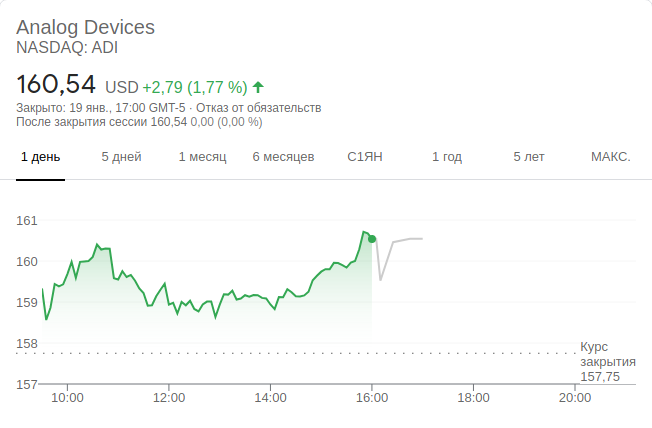 Analog Devices
NASDAQ: ADI
160,54 USD +2,79 (1,77 %)
Закрыто: 19 янв., 17:00 GMT-5 · Отказ от обязательств
После закрытия сессии 160,54 0,00 (0,00 %)
1 день 5 дней 1 месяц 6 месяцев С1ЯН 1 год 5 лет МАКС.
161
160
159
158
Курс
закрытия
157,75
157
10:00 12:00 14:00 16:00 18:00 20:00